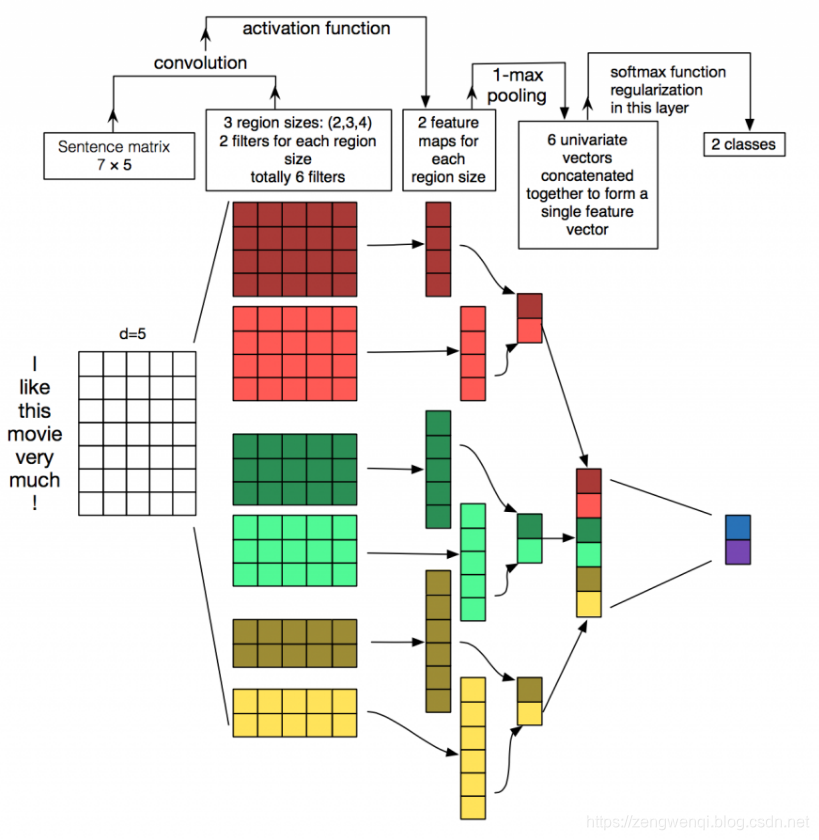 activation function
convolution
1-max
pooling
softmax function
regularization
in this layer
Sentence matrix
7 × 5
3 region sizes: (2,3,4)
2 filters for each region
size
totally 6 filters
2 feature
maps for
each
region size
6 univariate
vectors
concatenated
together to form a
single feature
vector
2 classes
d=5
I
like
this
movie
very
much
!
https://zengwenqi.blog.csdn.net